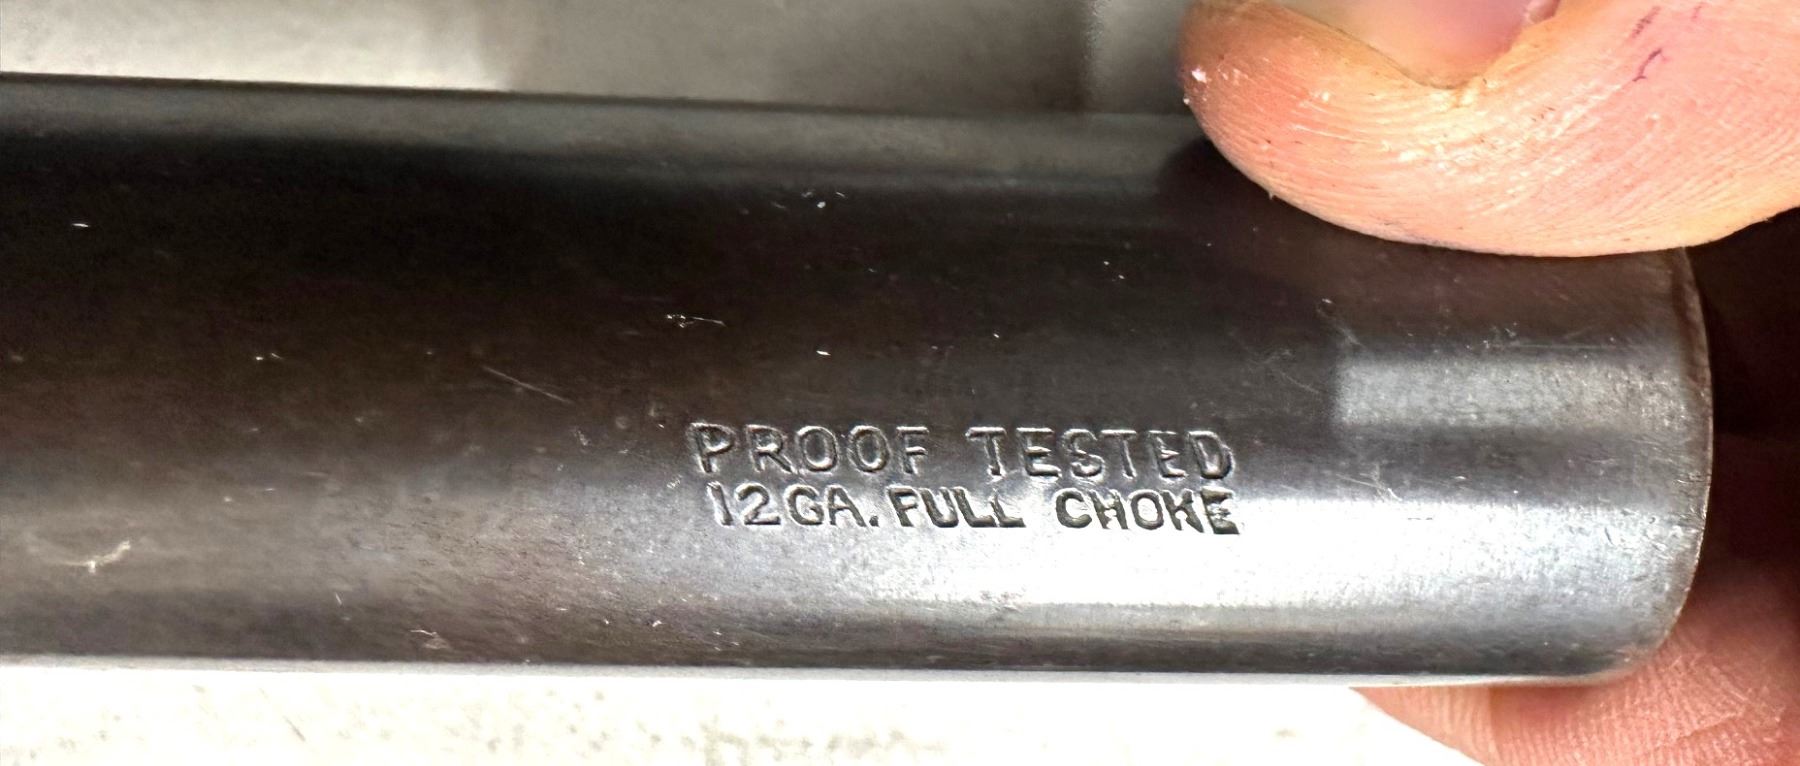 PROOF TESTED
12GA. FULL CHOKE